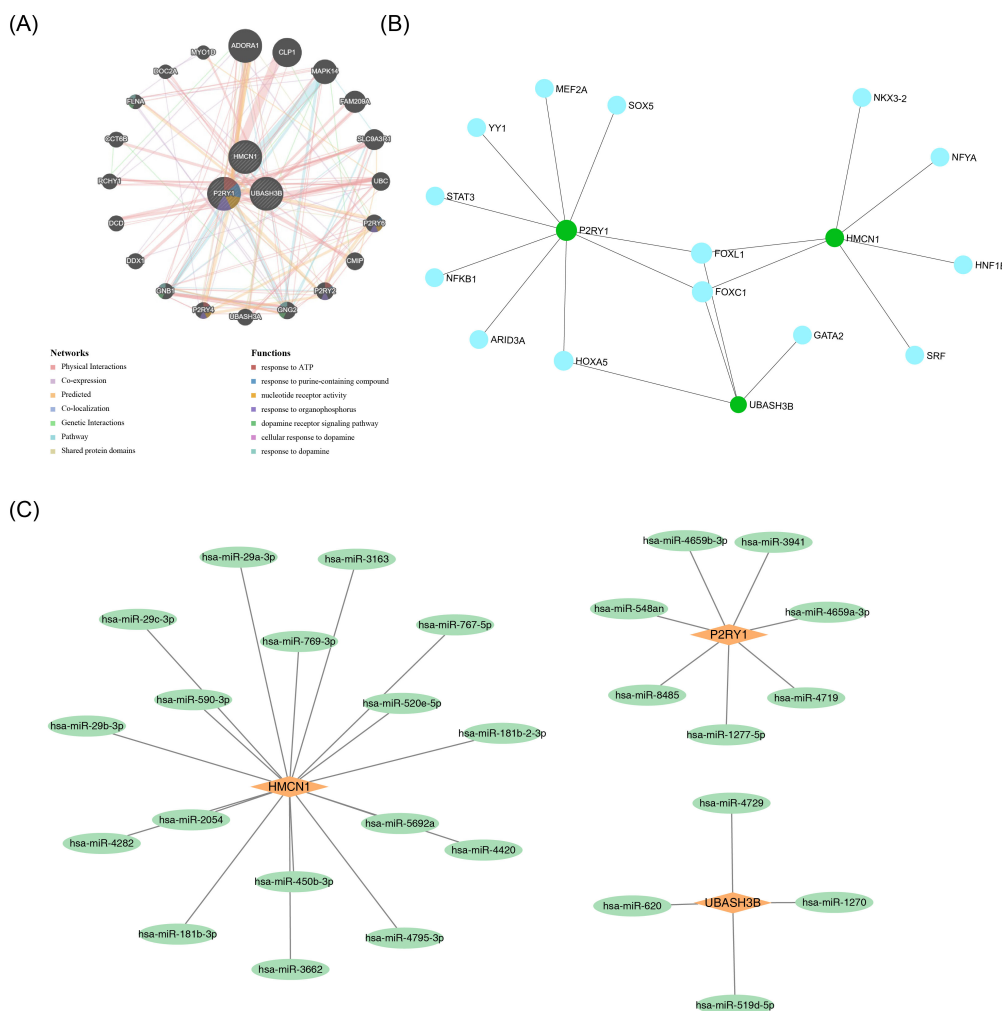 (A)
ADORA1
CLP1
MYO1D
MAPK14
DOC2A
FLNA
FAM209A
CCT6B
SLC9A3R1
HMCN1
RCHY1
P2RY1
UBASH3B
UBC
DCD
P2RY6
DDX1
CMIP
GNB1
P2RY2
P2RY4
UBASH3A
GNG2
Networks
Physical Interactions
Co-expression
Predicted
Co-localization
Genetic Interactions
Pathway
Shared protein domains
Functions
response to ATP
response to purine-containing compound
nucleotide receptor activity
response to organophosphorus
dopamine receptor signaling pathway
cellular response to dopamine
response to dopamine
(B)
MEF2A
SOX5
NKX3-2
YY1
NFYA
STAT3
P2RY1
HMCN1
FOXL1
HNF1
NFKB1
FOXC1
ARID3A
GATA2
HOXA5
SRF
UBASH3B
(C)
hsa-miR-29a-3p
hsa-miR-3163
hsa-miR-29c-3p
hsa-miR-769-3p
hsa-miR-767-5p
hsa-miR-590-3p
hsa-miR-520e-5p
hsa-miR-29b-3p
hsa-miR-181b-2-3p
HMCN1
hsa-miR-2054
hsa-miR-5692a
hsa-miR-4282
hsa-miR-4420
hsa-miR-450b-3p
hsa-miR-181b-3p
hsa-miR-4795-3p
hsa-miR-3662
hsa-miR-4659b-3p
hsa-miR-3941
hsa-miR-548an
hsa-miR-4659a-3p
P2RY1
hsa-miR-8485
hsa-miR-4719
hsa-miR-1277-5p
hsa-miR-4729
hsa-miR-620
UBASH3B
hsa-miR-1270
hsa-miR-519d-5p